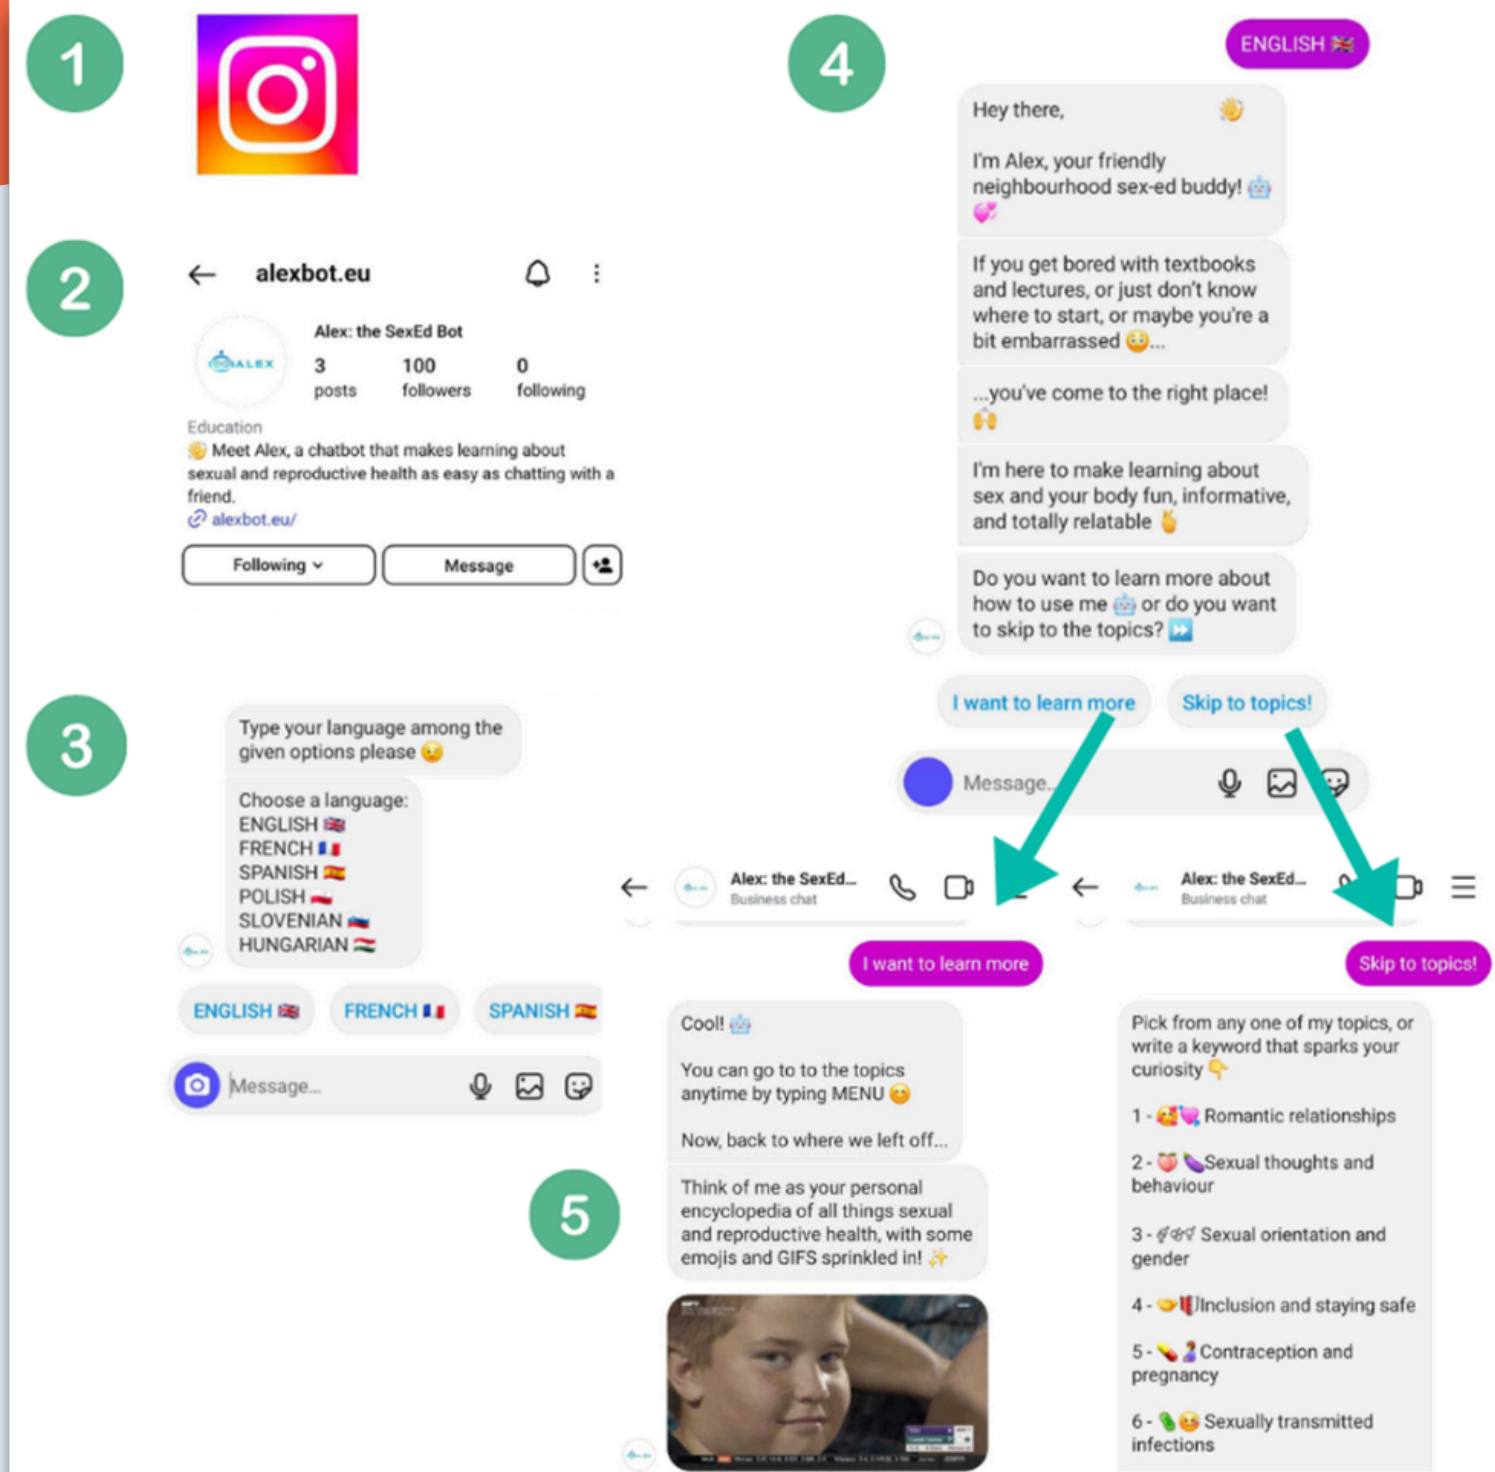 1
2
alexbot.eu
ALEX
Alex: the SexEd Bot
3 100 0
posts followers following
Education
👋 Meet Alex, a chatbot that makes learning about
sexual and reproductive health as easy as chatting with a
friend.
alexbot.eu/
Following
Message
3
Type your language among the
given options please 😉
Choose a language:
ENGLISH 🇬🇧
FRENCH 🇫🇷
SPANISH 🇪🇸
POLISH 🇵🇱
SLOVENIAN 🇸🇮
HUNGARIAN 🇭🇺
ENGLISH 🇬🇧 FRENCH 🇫🇷 SPANISH 🇪🇸
Message...
4
ENGLISH 🇬🇧
Hey there, 👋
I'm Alex, your friendly
neighbourhood sex-ed buddy! 🤖
💞
If you get bored with textbooks
and lectures, or just don't know
where to start, or maybe you're a
bit embarrassed 😳...
...you've come to the right place!
🙌
I'm here to make learning about
sex and your body fun, informative,
and totally relatable 🫰
Do you want to learn more about
how to use me 🤖 or do you want
to skip to the topics? ⏩
I want to learn more
Skip to topics!
Message...
5
Alex: the SexEd...
Business chat
I want to learn more
Cool! 🤖
You can go to to the topics
anytime by typing MENU 😊
Now, back to where we left off...
Think of me as your personal
encyclopedia of all things sexual
and reproductive health, with some
emojis and GIFS sprinkled in! ✨
Alex: the SexEd...
Business chat
Skip to topics!
Pick from any one of my topics, or
write a keyword that sparks your
curiosity 👇
1 - 🥰💘 Romantic relationships
2 - 🍑 🍆Sexual thoughts and
behaviour
3 - Sexual orientation and
gender
4 - Inclusion and staying safe
5 - 💊 🤰Contraception and
pregnancy
6 - Sexually transmitted
infections